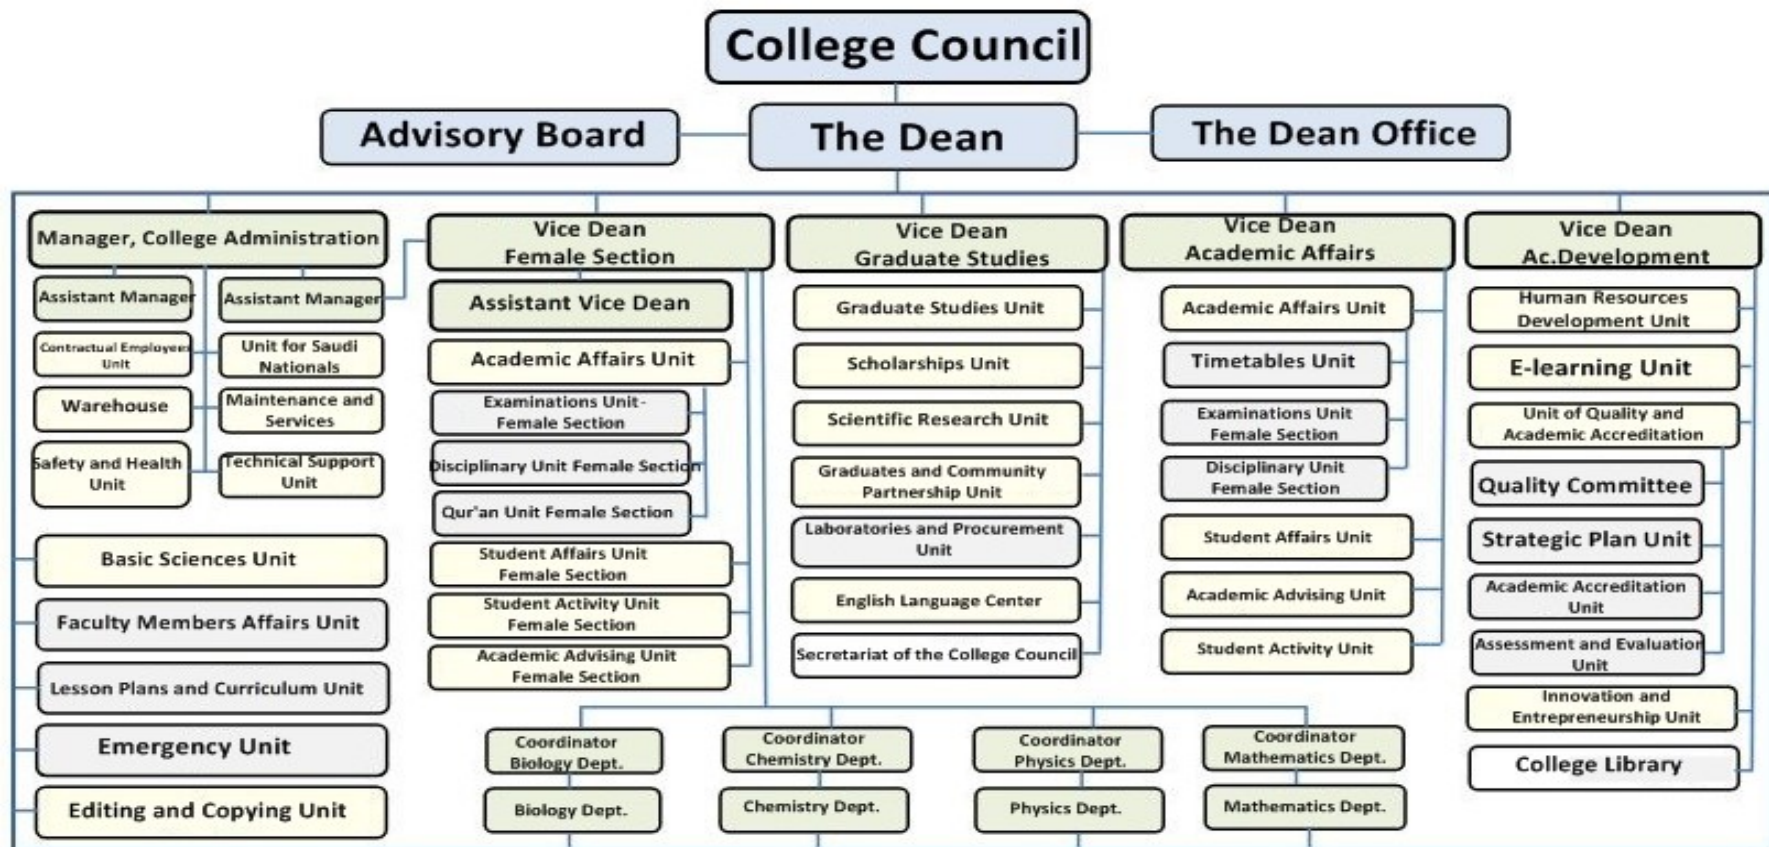 College Council
Advisory Board
The Dean
The Dean Office
Manager, College Administration
Assistant Manager
Assistant Manager
Contractual Employees
Unit
Unit for Saudi
Nationals
Warehouse
Maintenance and
Services
Safety and Health
Unit
Technical Support
Unit
Basic Sciences Unit
Faculty Members Affairs Unit
Lesson Plans and Curriculum Unit
Emergency Unit
Editing and Copying Unit
Vice Dean
Female Section
Assistant Vice Dean
Academic Affairs Unit
Examinations Unit-
Female Section
Disciplinary Unit Female Section
Qur'an Unit Female Section
Student Affairs Unit
Female Section
Student Activity Unit
Female Section
Academic Advising Unit
Female Section
Vice Dean
Graduate Studies
Graduate Studies Unit
Scholarships Unit
Scientific Research Unit
Graduates and Community
Partnership Unit
Laboratories and Procurement
Unit
English Language Center
Secretariat of the College Council
Vice Dean
Academic Affairs
Academic Affairs Unit
Timetables Unit
Examinations Unit
Female Section
Disciplinary Unit
Female Section
Student Affairs Unit
Academic Advising Unit
Student Activity Unit
Vice Dean
Ac.Development
Human Resources
Development Unit
E-learning Unit
Unit of Quality and
Academic Accreditation
Quality Committee
Strategic Plan Unit
Academic Accreditation
Unit
Assessment and Evaluation
Unit
Innovation and
Entrepreneurship Unit
College Library
Coordinator
Biology Dept.
Coordinator
Chemistry Dept.
Coordinator
Physics Dept.
Coordinator
Mathematics Dept.
Biology Dept.
Chemistry Dept.
Physics Dept.
Mathematics Dept.